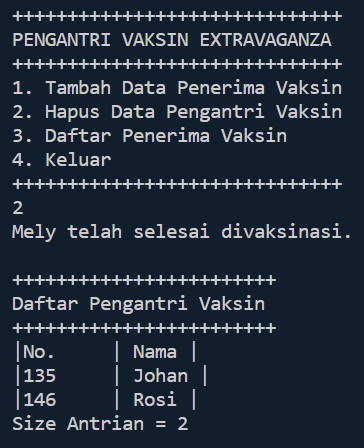 ++++++++++++++++++++++++++++++
PENGANTRI VAKSIN EXTRAVAGANZA
++++++++++++++++++++++++++++++
1. Tambah Data Penerima Vaksin
2. Hapus Data Pengantri Vaksin
3. Daftar Penerima Vaksin
4. Keluar
++++++++++++++++++++++++++++++
2
Mely telah selesai divaksinasi.

++++++++++++++++++++++++
Daftar Pengantri Vaksin
++++++++++++++++++++++++
|No.     | Nama |
|135     | Johan |
|146     | Rosi |
Size Antrian = 2